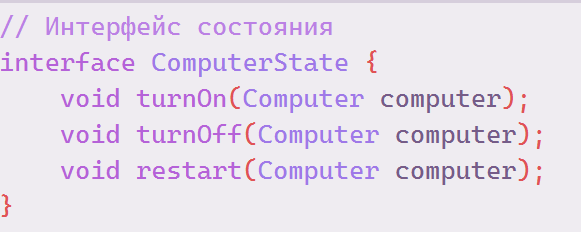 // Интерфейс состояния
interface ComputerState {
    void turnOn(Computer computer);
    void turnOff(Computer computer);
    void restart(Computer computer);
}